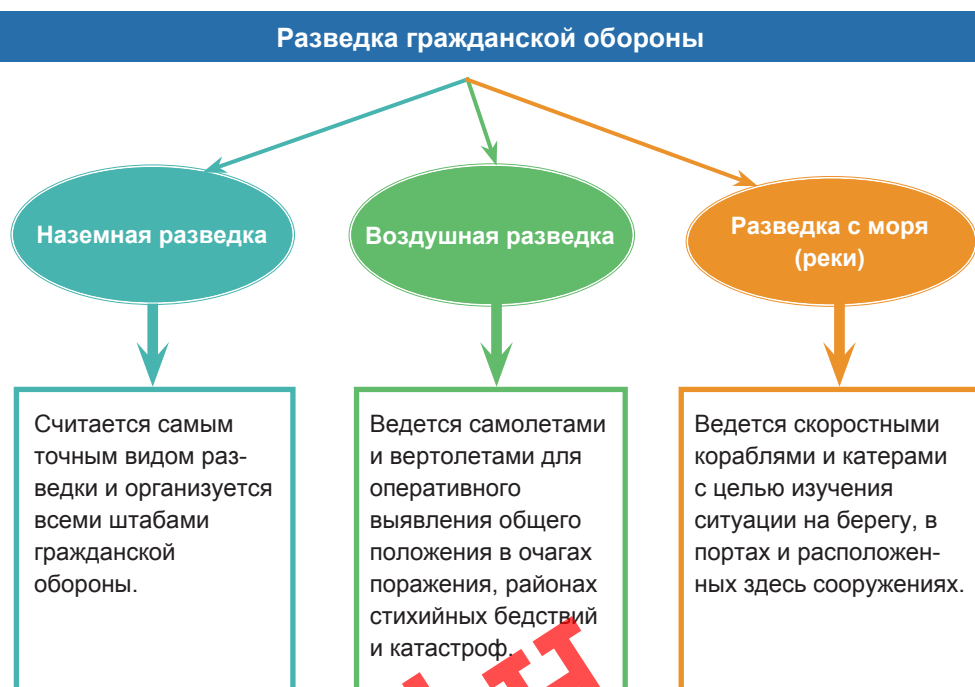 Разведка гражданской обороны
Наземная разведка
Воздушная разведка
Разведка с моря
(реки)
Считается самым
точным видом раз-
ведки и организуется
всеми штабами
гражданской
обороны.
Ведется самолетами
и вертолетами для
оперативного
выявления общего
положения в очагах
поражения, районах
стихийных бедствий
и катастроф.
Ведется скоростными
кораблями и катерами
с целью изучения
ситуации на берегу, в
портах и расположен-
ных здесь сооружениях.